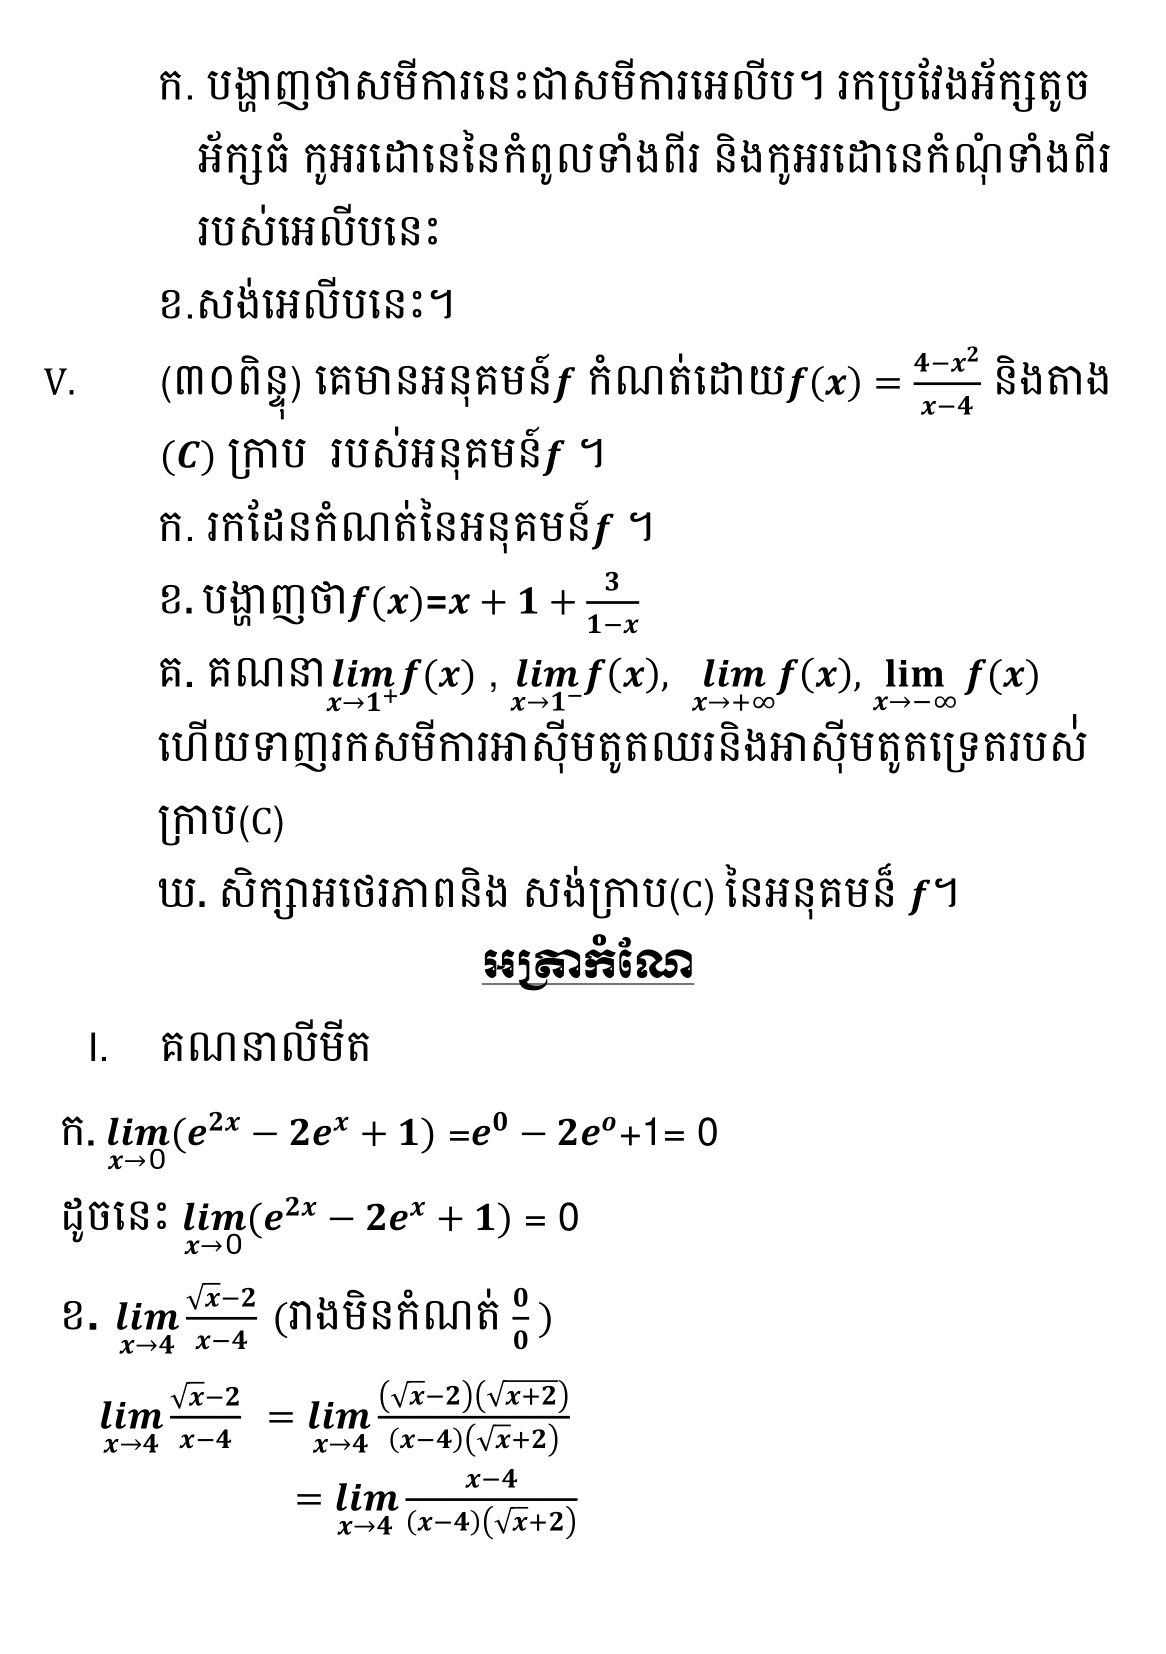 ក. បង្ហាញថាសមីការនេះជាសមីការអេលីប។ រកប្រវែងអ័ក្សតូច
អ័ក្សធំ កូអរដោនេនៃកំពូលទាំងពីរ និងកូអរដោនេកំណុំទាំងពីរ
របស់អេលីបនេះ
ខ.សង់អេលីបនេះ។
V. (៣០ពិន្ទុ) គេមានអនុគមន៍f កំណត់ដោយf(x) = \frac{4-x^2}{x-4} និងតាង
(C) ក្រាប របស់អនុគមន៍f ។
ក. រកដែនកំណត់នៃអនុគមន៍f ។
ខ. បង្ហាញថាf(x)=x + 1 + \frac{3}{1-x}
គ. គណនា\lim_{x→1^+} f(x) , \lim_{x→1^-} f(x), \lim_{x→+∞} f(x), \lim_{x→-∞} f(x)
ហើយទាញរកសមីការអាស៊ីមតូតឈរនិងអាស៊ីមតូតទ្រេតរបស់
ក្រាប(C)
ឃ. សិក្សាអថេរភាពនិង សង់ក្រាប(C) នៃអនុគមន៍ f។
អត្រាកំណែ
I. គណនាលីមីត
ក. \lim_{x→0} (e^{2x} − 2e^x + 1) =e^0 − 2e^o+1= 0
ដូចនេះ \lim_{x→0} (e^{2x} − 2e^x + 1) = 0
ខ. \lim_{x→4} \frac{\sqrt{x}-2}{x-4} (រាងមិនកំណត់ \frac{0}{0} )
\lim_{x→4} \frac{\sqrt{x}-2}{x-4} = \lim_{x→4} \frac{(\sqrt{x}-2)(\sqrt{x+2})}{(x-4)(\sqrt{x}+2)}
= \lim_{x→4} \frac{x-4}{(x-4)(\sqrt{x}+2)}